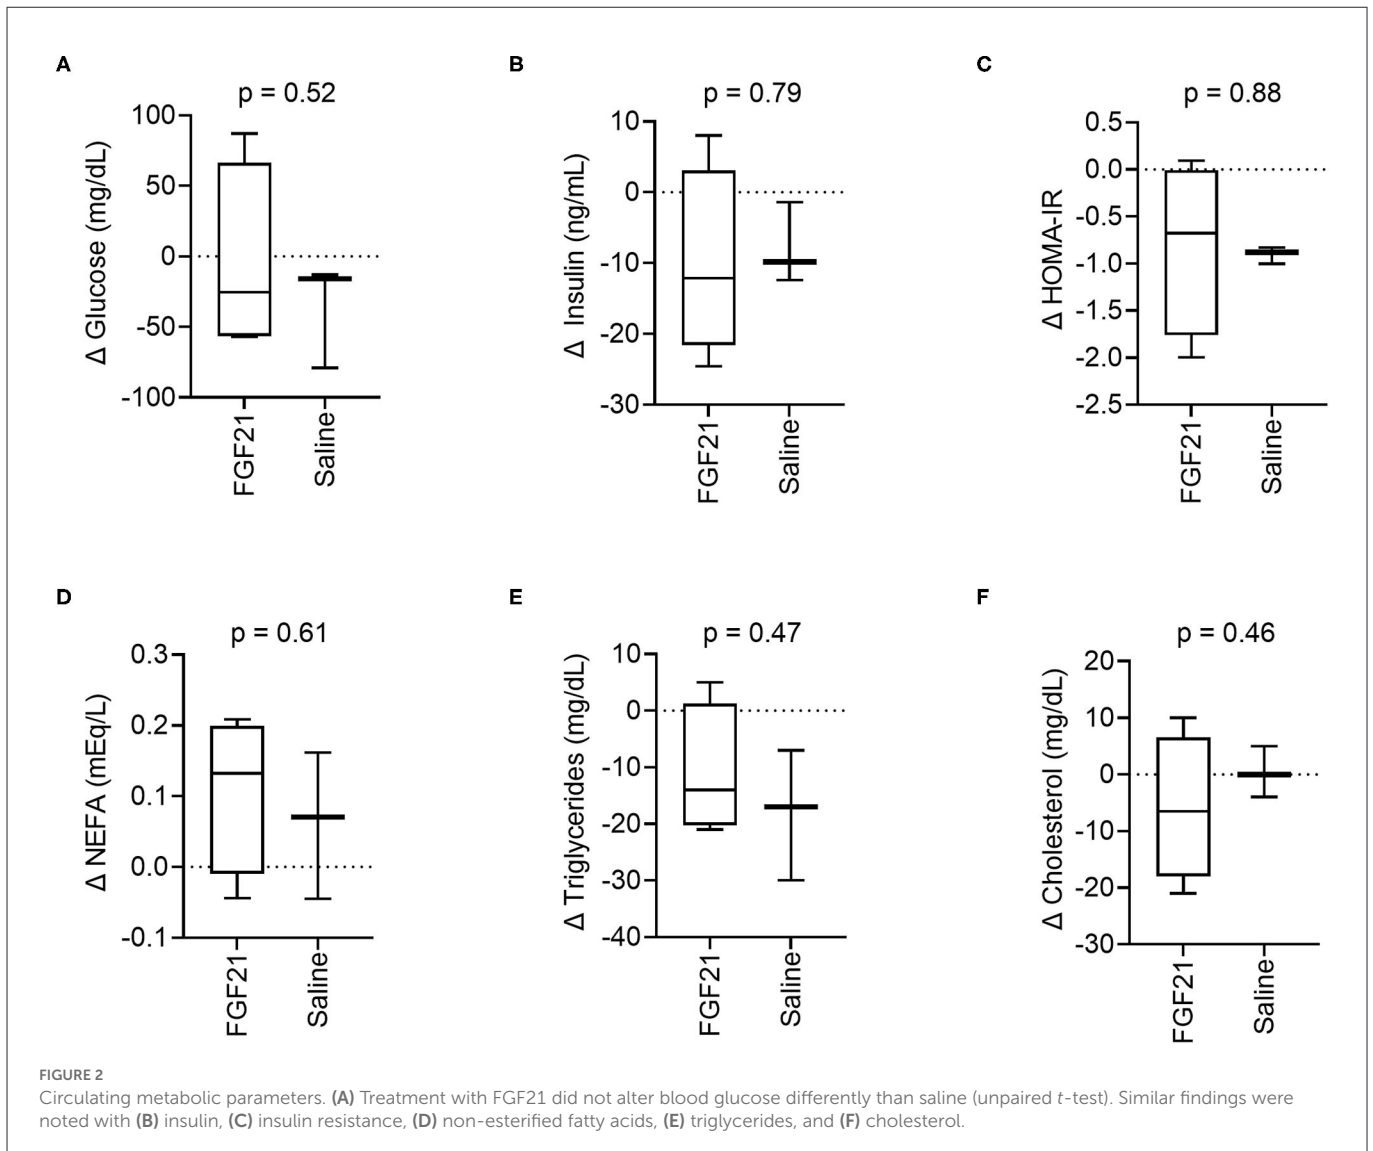 A
p = 0.52
Δ Glucose (mg/dL)
100
50
0
-50
-100
FGF21
Saline
B
p = 0.79
Δ Insulin (ng/mL)
10
0
-10
-20
-30
FGF21
Saline
C
p = 0.88
Δ HOMA-IR
0.5
0.0
-0.5
-1.0
-1.5
-2.0
-2.5
FGF21
Saline
D
p = 0.61
Δ NEFA (mEq/L)
0.3
0.2
0.1
0.0
-0.1
FGF21
Saline
E
p = 0.47
Δ Triglycerides (mg/dL)
10
0
-10
-20
-30
-40
FGF21
Saline
F
p = 0.46
Δ Cholesterol (mg/dL)
20
10
0
-10
-20
-30
FGF21
Saline
FIGURE 2
Circulating metabolic parameters. (A) Treatment with FGF21 did not alter blood glucose differently than saline (unpaired t-test). Similar findings were
noted with (B) insulin, (C) insulin resistance, (D) non-esterified fatty acids, (E) triglycerides, and (F) cholesterol.